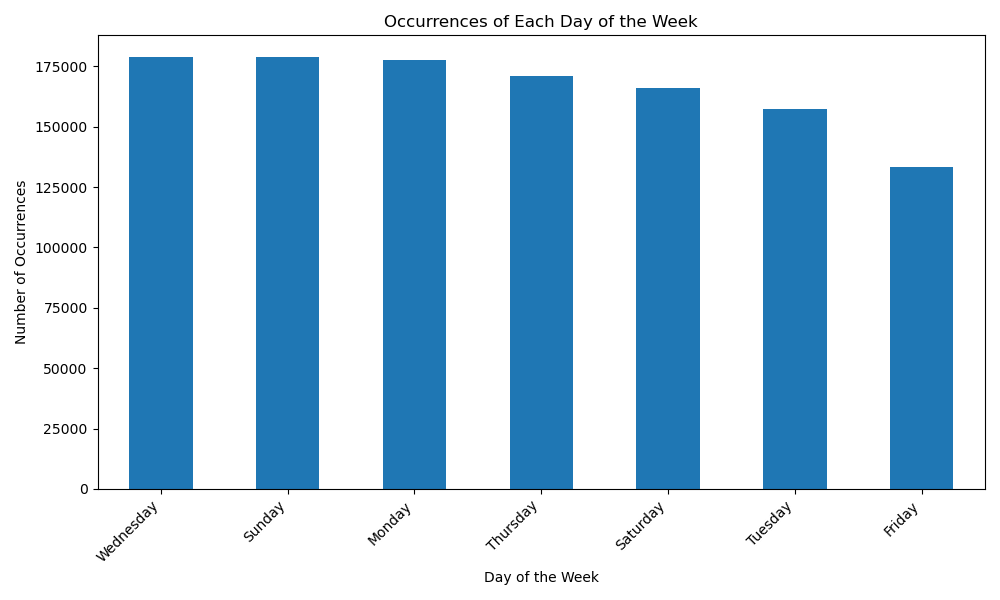 Occurrences of Each Day of the Week
Number of Occurrences
175000
150000
125000
100000
75000
50000
25000
0
Wednesday
Sunday
Monday
Thursday
Saturday
Tuesday
Friday
Day of the Week